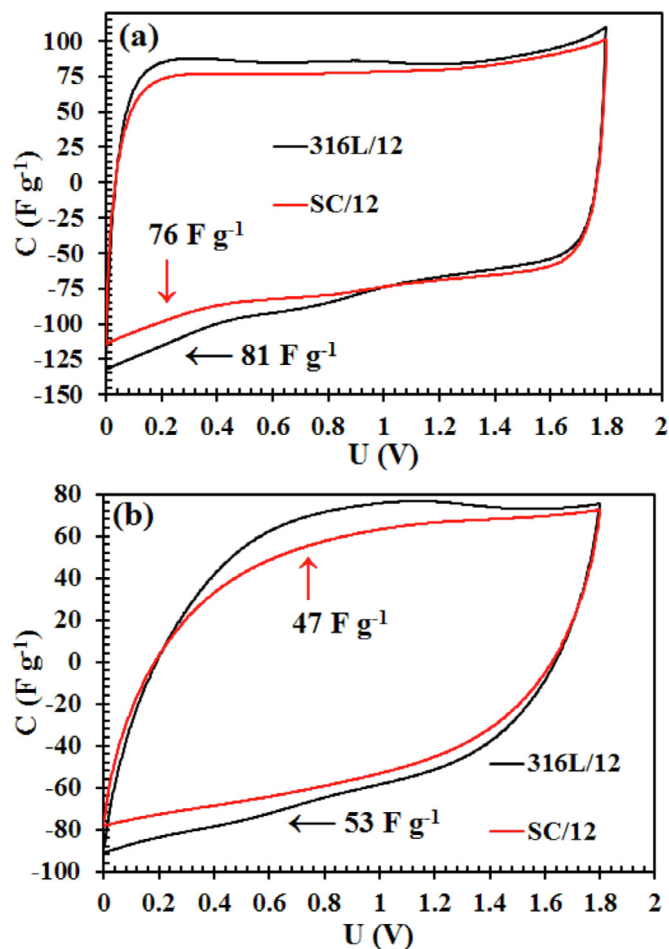 (a)
C (F g⁻¹)
100
75
50
25
0
-25
-50
-75
-100
-125
-150
316L/12
SC/12
76 F g⁻¹
← 81 F g⁻¹
0 0.2 0.4 0.6 0.8 1 1.2 1.4 1.6 1.8 2
U (V)
(b)
C (F g⁻¹)
80
60
40
20
0
-20
-40
-60
-80
-100
47 F g⁻¹
316L/12
← 53 F g⁻¹
SC/12
0 0.2 0.4 0.6 0.8 1 1.2 1.4 1.6 1.8 2
U (V)